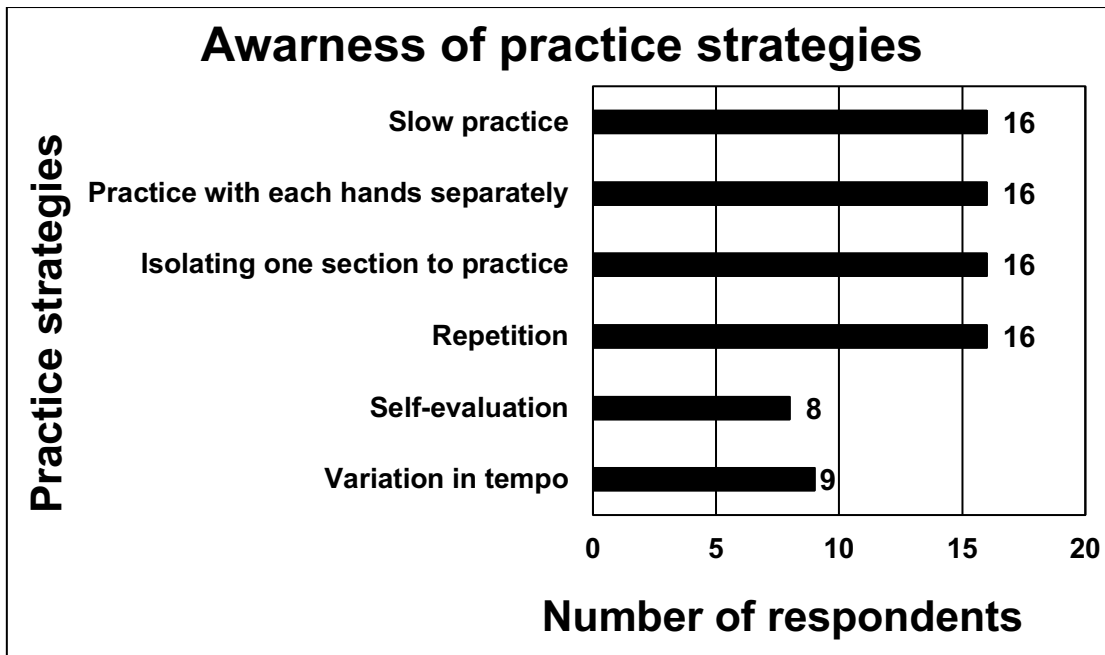 Awarness of practice strategies
Practice strategies
Slow practice
16
Practice with each hands separately
16
Isolating one section to practice
16
Repetition
16
Self-evaluation
8
Variation in tempo
9
0 5 10 15 20
Number of respondents